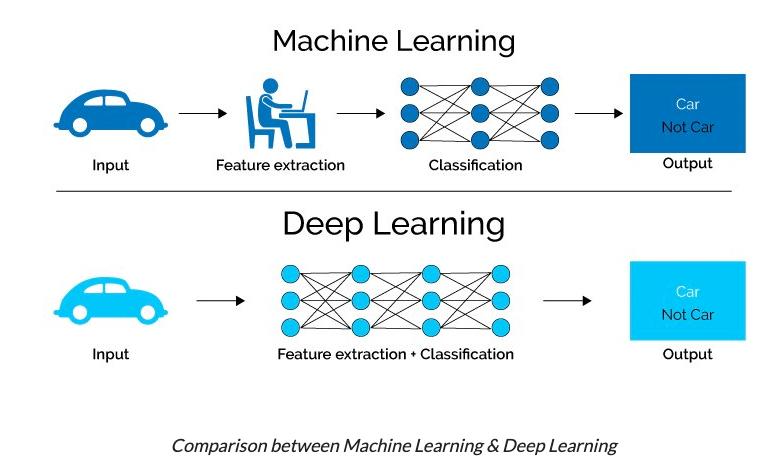 Machine Learning
Car
Not Car
Input
Feature extraction
Classification
Output
Deep Learning
Car
Not Car
Input
Feature extraction + Classification
Output
Comparison between Machine Learning & Deep Learning